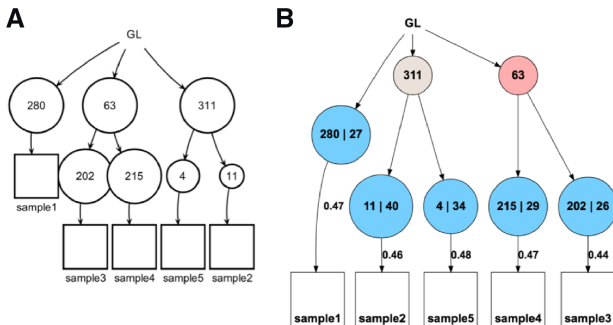 A
GL
280
63
311
202
215
4
11
sample1
sample3
sample4
sample5
sample2
B
GL
311
63
280 | 27
11 | 40
4 | 34
215 | 29
202 | 26
0.47
0.46
0.48
0.47
0.44
sample1
sample2
sample5
sample4
sample3